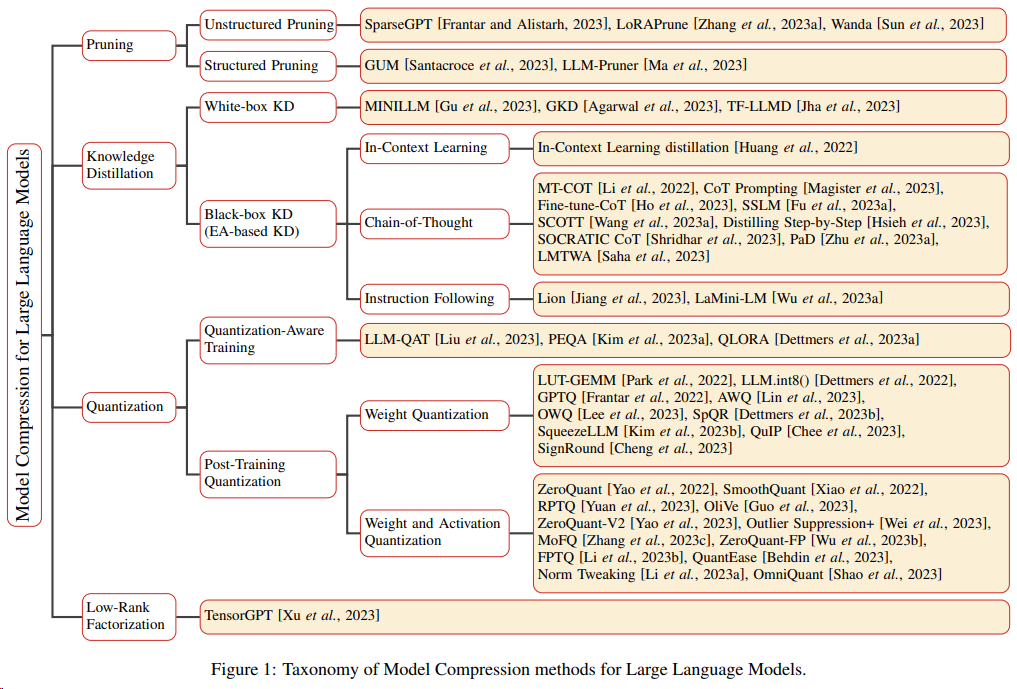 Model Compression for Large Language Models
Pruning
Unstructured Pruning
SparseGPT [Frantar and Alistarh, 2023], LoRAPrune [Zhang et al., 2023a], Wanda [Sun et al., 2023]
Structured Pruning
GUM [Santacroce et al., 2023], LLM-Pruner [Ma et al., 2023]
Knowledge
Distillation
White-box KD
MINILLM [Gu et al., 2023], GKD [Agarwal et al., 2023], TF-LLMD [Jha et al., 2023]
Black-box KD
(EA-based KD)
In-Context Learning
In-Context Learning distillation [Huang et al., 2022]
Chain-of-Thought
MT-COT [Li et al., 2022], CoT Prompting [Magister et al., 2023],
Fine-tune-CoT [Ho et al., 2023], SSLM [Fu et al., 2023a],
SCOTT [Wang et al., 2023a], Distilling Step-by-Step [Hsieh et al., 2023],
SOCRATIC CoT [Shridhar et al., 2023], PaD [Zhu et al., 2023a],
LMTWA [Saha et al., 2023]
Instruction Following
Lion [Jiang et al., 2023], LaMini-LM [Wu et al., 2023a]
Quantization
Quantization-Aware
Training
LLM-QAT [Liu et al., 2023], PEQA [Kim et al., 2023a], QLORA [Dettmers et al., 2023a]
Post-Training
Quantization
Weight Quantization
LUT-GEMM [Park et al., 2022], LLM.int8() [Dettmers et al., 2022],
GPTQ [Frantar et al., 2022], AWQ [Lin et al., 2023],
OWQ [Lee et al., 2023], SpQR [Dettmers et al., 2023b],
SqueezeLLM [Kim et al., 2023b], QuIP [Chee et al., 2023],
SignRound [Cheng et al., 2023]
Weight and Activation
Quantization
ZeroQuant [Yao et al., 2022], SmoothQuant [Xiao et al., 2022],
RPTQ [Yuan et al., 2023], OliVe [Guo et al., 2023],
ZeroQuant-V2 [Yao et al., 2023], Outlier Suppression+ [Wei et al., 2023],
MoFQ [Zhang et al., 2023c], ZeroQuant-FP [Wu et al., 2023b],
FPTQ [Li et al., 2023b], QuantEase [Behdin et al., 2023],
Norm Tweaking [Li et al., 2023a], OmniQuant [Shao et al., 2023]
Low-Rank
Factorization
TensorGPT [Xu et al., 2023]
Figure 1: Taxonomy of Model Compression methods for Large Language Models.